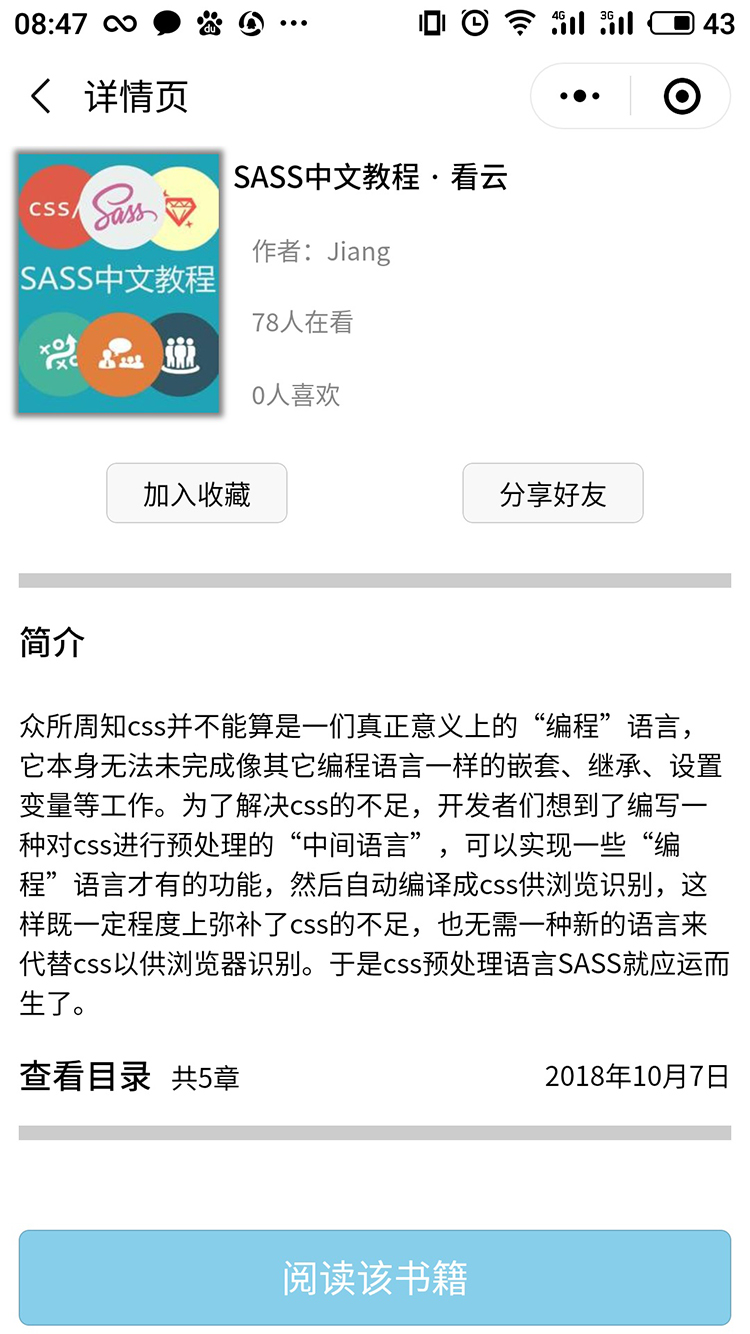 08:47
du
4G
3G
43
详情页
CSS/
Sass
SASS中文教程
SASS中文教程 · 看云
作者：Jiang
78人在看
0人喜欢
加入收藏
分享好友
简介
众所周知css并不能算是一们真正意义上的“编程”语言，
它本身无法未完成像其它编程语言一样的嵌套、继承、设置
变量等工作。为了解决css的不足，开发者们想到了编写一
种对css进行预处理的“中间语言”，可以实现一些“编
程”语言才有的功能，然后自动编译成css供浏览识别，这
样既一定程度上弥补了css的不足，也无需一种新的语言来
代替css以供浏览器识别。于是css预处理语言SASS就应运而
生了。
查看目录 共5章
2018年10月7日
阅读该书籍